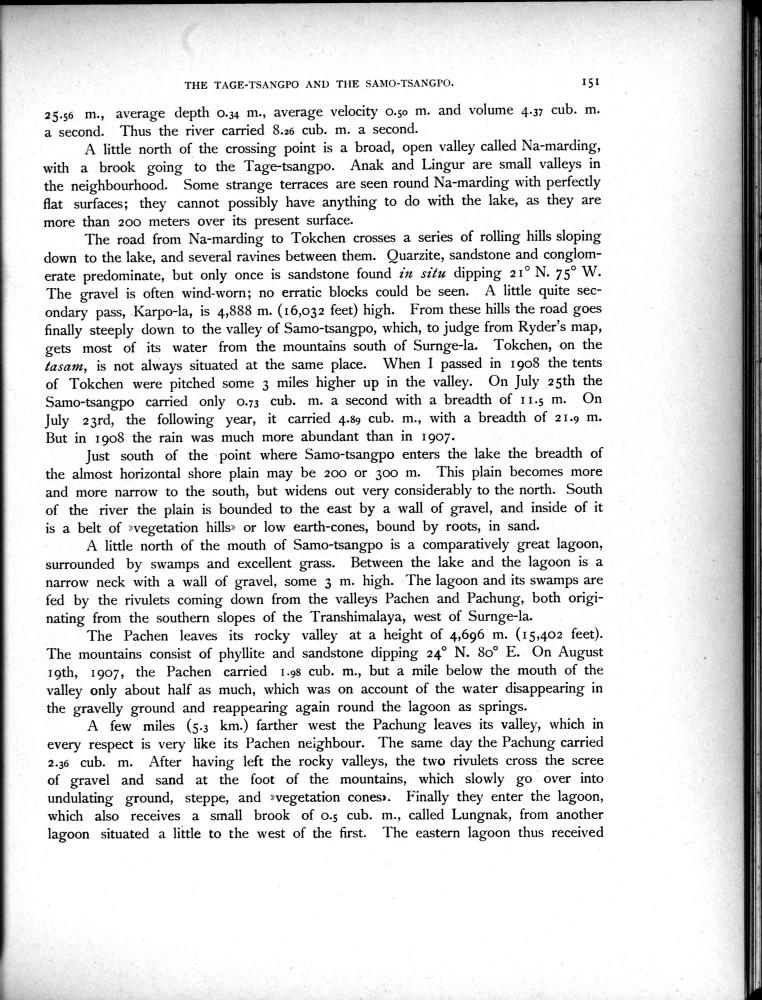 THE TAGE-TSANGPO AND THE SAMO-TSANGPO.
151
25.56 m., average depth 0.34 m., average velocity 0.50 m. and volume 4.37 cub. m.
a second. Thus the river carried 8.26 cub. m. a second.
A little north of the crossing point is a broad, open valley called Na-marding,
with a brook going to the Tage-tsangpo. Anak and Lingur are small valleys in
the neighbourhood. Some strange terraces are seen round Na-marding with perfectly
flat surfaces; they cannot possibly have anything to do with the lake, as they are
more than 200 meters over its present surface.
The road from Na-marding to Tokchen crosses a series of rolling hills sloping
down to the lake, and several ravines between them. Quarzite, sandstone and conglom-
erate predominate, but only once is sandstone found in situ dipping 21° N. 75° W.
The gravel is often wind-worn; no erratic blocks could be seen. A little quite sec-
ondary pass, Karpo-la, is 4,888 m. (16,032 feet) high. From these hills the road goes
finally steeply down to the valley of Samo-tsangpo, which, to judge from Ryder's map,
gets most of its water from the mountains south of Surnge-la. Tokchen, on the
tasam, is not always situated at the same place. When I passed in 1908 the tents
of Tokchen were pitched some 3 miles higher up in the valley. On July 25th the
Samo-tsangpo carried only 0.73 cub. m. a second with a breadth of 11.5 m. On
July 23rd, the following year, it carried 4.89 cub. m., with a breadth of 21.9 m.
But in 1908 the rain was much more abundant than in 1907.
Just south of the point where Samo-tsangpo enters the lake the breadth of
the almost horizontal shore plain may be 200 or 300 m. This plain becomes more
and more narrow to the south, but widens out very considerably to the north. South
of the river the plain is bounded to the east by a wall of gravel, and inside of it
is a belt of »vegetation hills» or low earth-cones, bound by roots, in sand.
A little north of the mouth of Samo-tsangpo is a comparatively great lagoon,
surrounded by swamps and excellent grass. Between the lake and the lagoon is a
narrow neck with a wall of gravel, some 3 m. high. The lagoon and its swamps are
fed by the rivulets coming down from the valleys Pachen and Pachung, both origi-
nating from the southern slopes of the Transhimalaya, west of Surnge-la.
The Pachen leaves its rocky valley at a height of 4,696 m. (15,402 feet).
The mountains consist of phyllite and sandstone dipping 24° N. 80° E. On August
19th, 1907, the Pachen carried 1.98 cub. m., but a mile below the mouth of the
valley only about half as much, which was on account of the water disappearing in
the gravelly ground and reappearing again round the lagoon as springs.
A few miles (5.3 km.) farther west the Pachung leaves its valley, which in
every respect is very like its Pachen neighbour. The same day the Pachung carried
2.36 cub. m. After having left the rocky valleys, the two rivulets cross the scree
of gravel and sand at the foot of the mountains, which slowly go over into
undulating ground, steppe, and »vegetation cones». Finally they enter the lagoon,
which also receives a small brook of 0.5 cub. m., called Lungnak, from another
lagoon situated a little to the west of the first. The eastern lagoon thus received